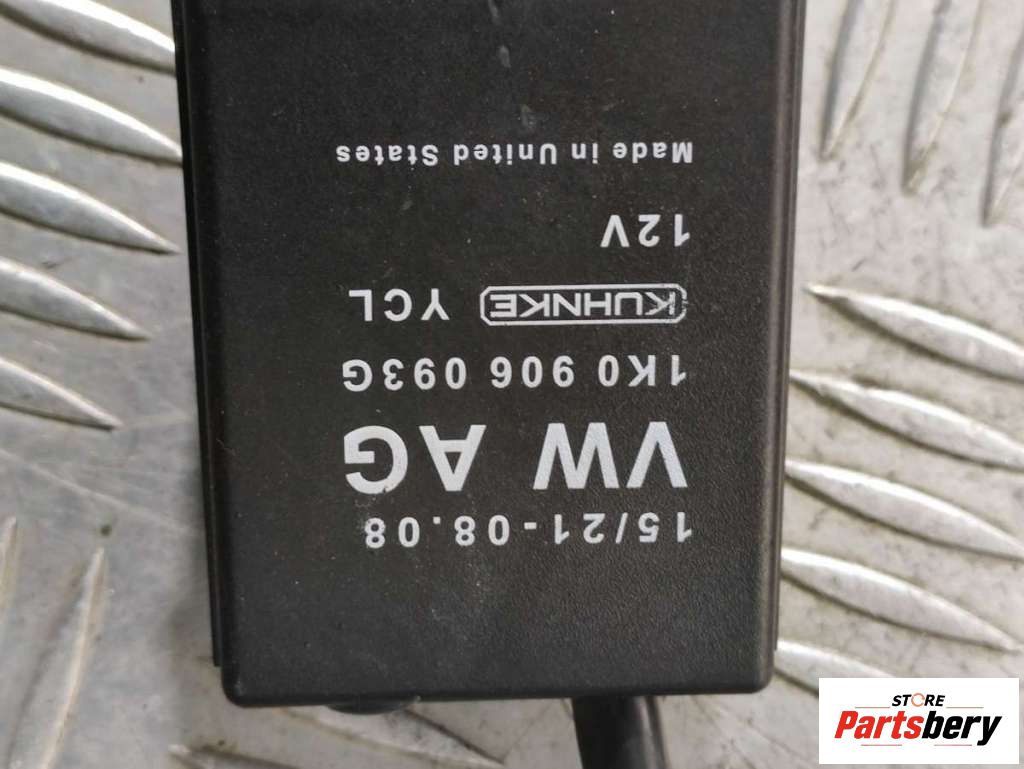 15/21-08.08
VW AG
1K0 906 093G
KUHNKE YCL
12V
Made in United States
STORE
Partsbery